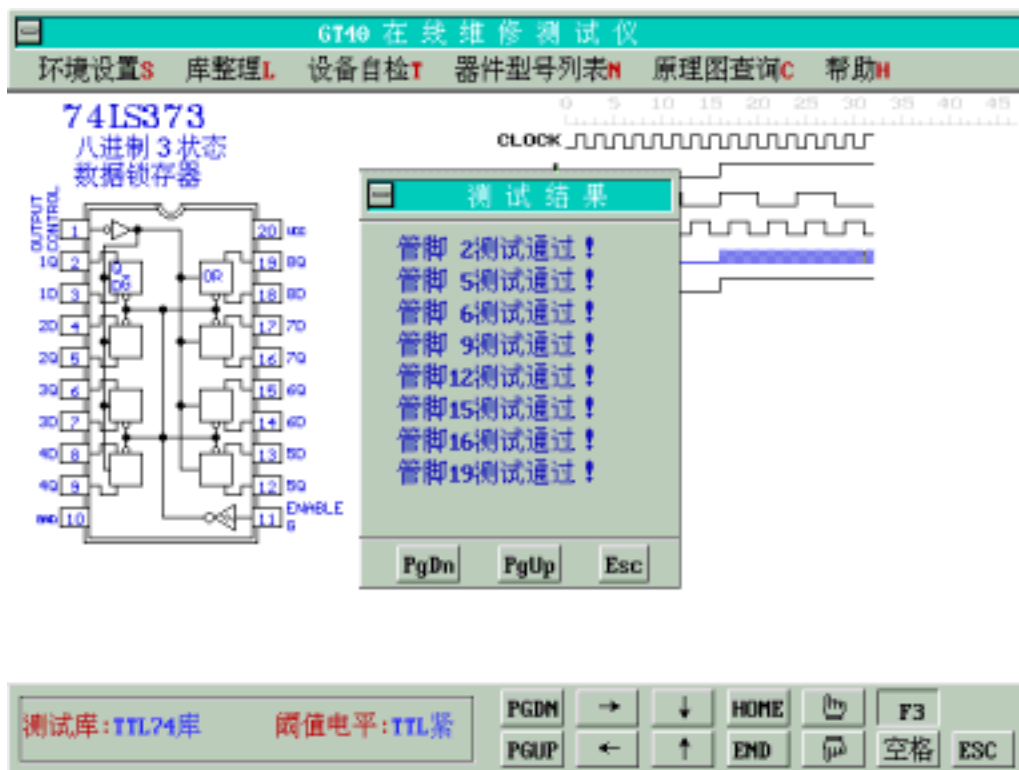 GT40 在线维修测试仪
环境设置S 库整理L 设备自检T 器件型号列表N 原理图查询C 帮助H
74LS373
八进制3状态
数据锁存器
0 5 10 15 20 25 30 35 40 45
CLOCK
OUTPUT CONTROL
1 20 VCC
1Q 2 19 8Q
1D 3 18 8D
2D 4 17 7D
2Q 5 16 7Q
3Q 6 15 6Q
3D 7 14 6D
4D 8 13 5D
4Q 9 12 5Q
GND 10 11 ENABLE G
Q
DG
OR
测试结果
管脚 2测试通过!
管脚 5测试通过!
管脚 6测试通过!
管脚 9测试通过!
管脚12测试通过!
管脚15测试通过!
管脚16测试通过!
管脚19测试通过!
PgDn PgUp Esc
测试库:TTL74库 阈值电平:TTL紧
PGDN → ↓ HOME F3
PGUP ← ↑ END 空格 ESC